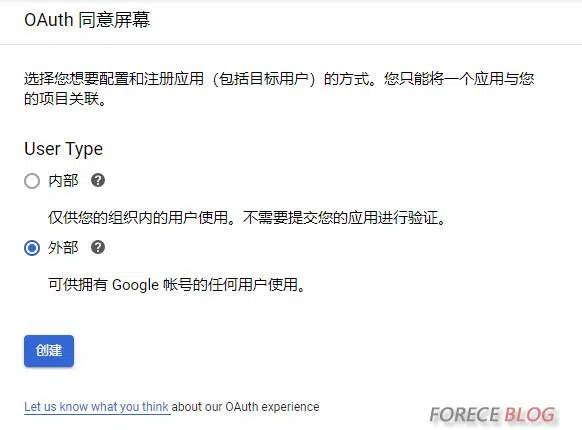 OAuth 同意屏幕
选择您想要配置和注册应用（包括目标用户）的方式。您只能将一个应用与您
的项目关联。
User Type
内部
仅供您的组织内的用户使用。不需要提交您的应用进行验证。
外部
可供拥有 Google 帐号的任何用户使用。
创建
Let us know what you think about our OAuth experience
FORECE BLOG